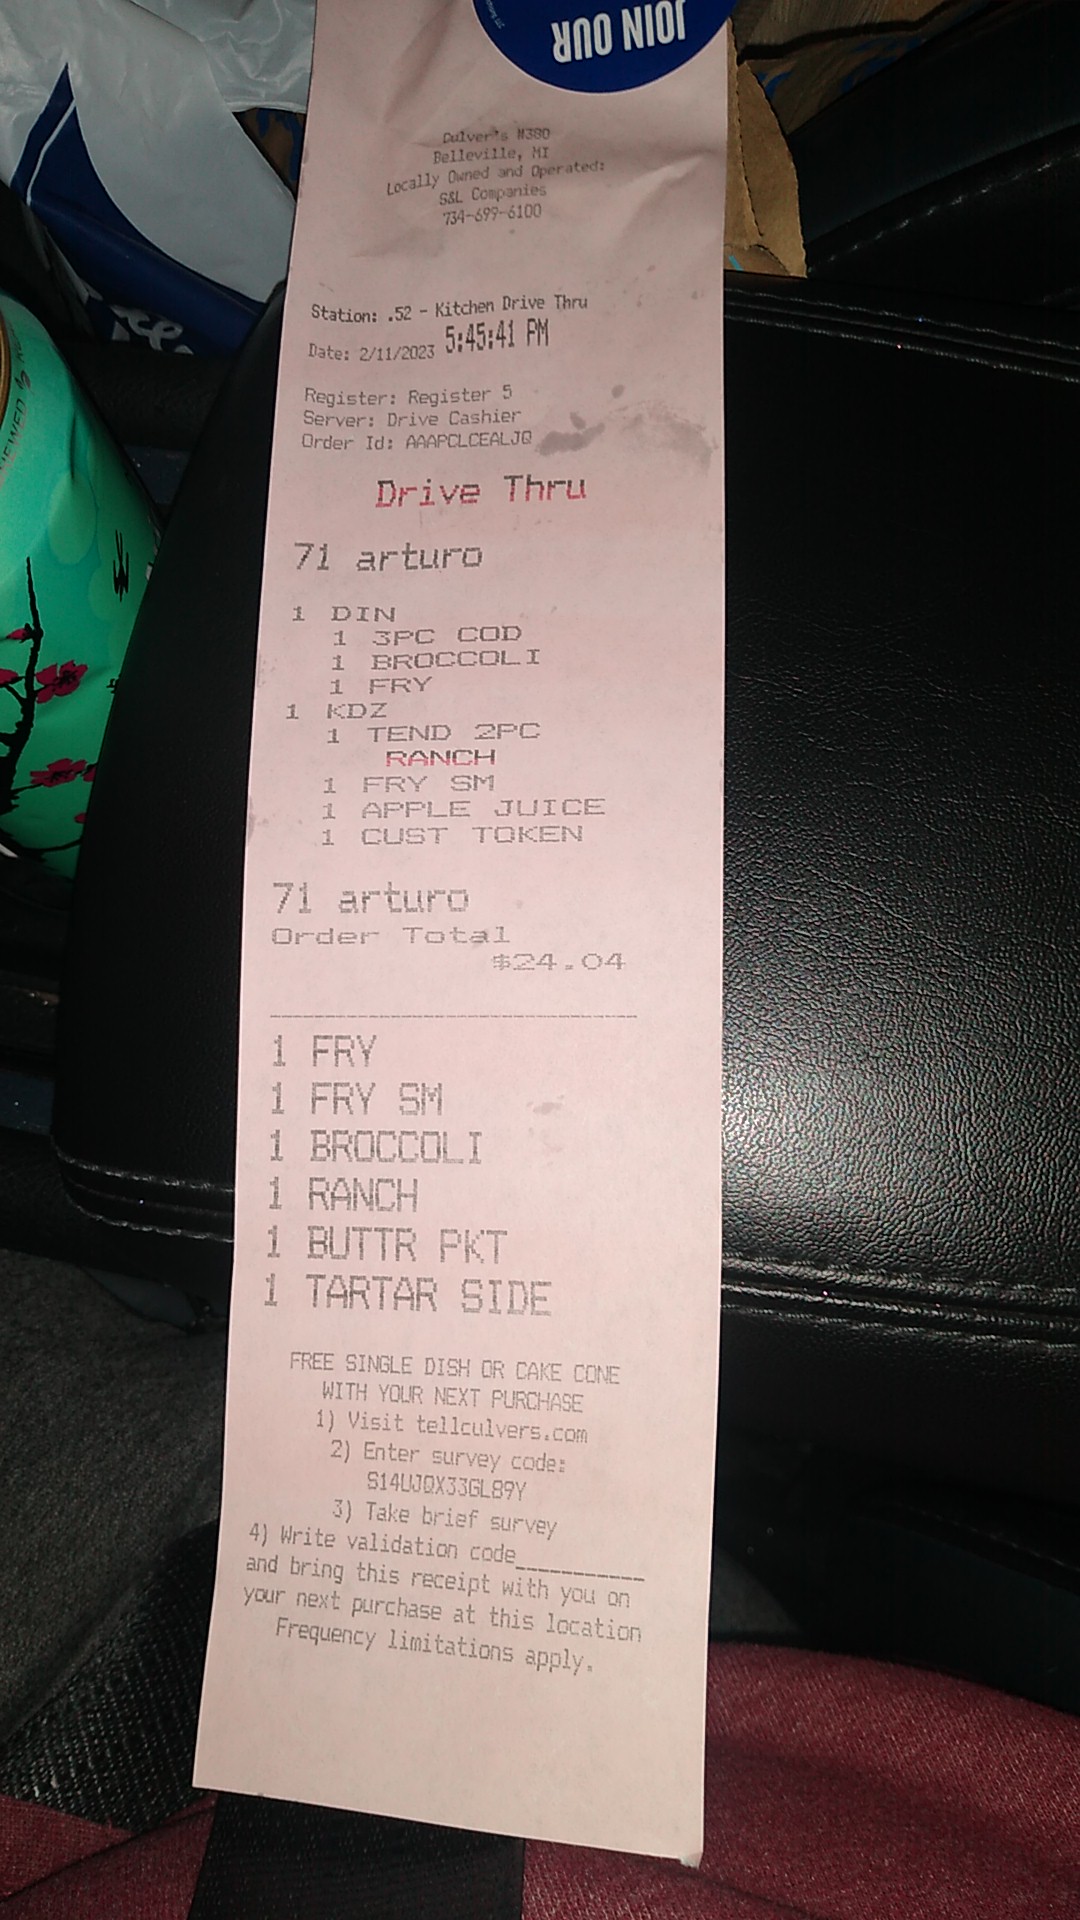 JOIN OUR
Culver's #380
Belleville, MI
Locally Owned and Operated:
S&L Companies
734-699-6100
Station: .52 - Kitchen Drive Thru
Date: 2/11/2023 5:45:41 PM
Register: Register 5
Server: Drive Cashier
Order Id: AAAPCLCEALJQ
Drive Thru
71 arturo
1 DIN
1 3PC COD
1 BROCCOLI
1 FRY
1 KDZ
1 TEND 2PC
RANCH
1 FRY SM
1 APPLE JUICE
1 CUST TOKEN
71 arturo
Order Total
$24.04
1 FRY
1 FRY SM
1 BROCCOLI
1 RANCH
1 BUTTR PKT
1 TARTAR SIDE
FREE SINGLE DISH OR CAKE CONE
WITH YOUR NEXT PURCHASE
1) Visit tellculvers.com
2) Enter survey code:
S14UJQX33GL89Y
3) Take brief survey
4) Write validation code___________
and bring this receipt with you on
your next purchase at this location
Frequency limitations apply.